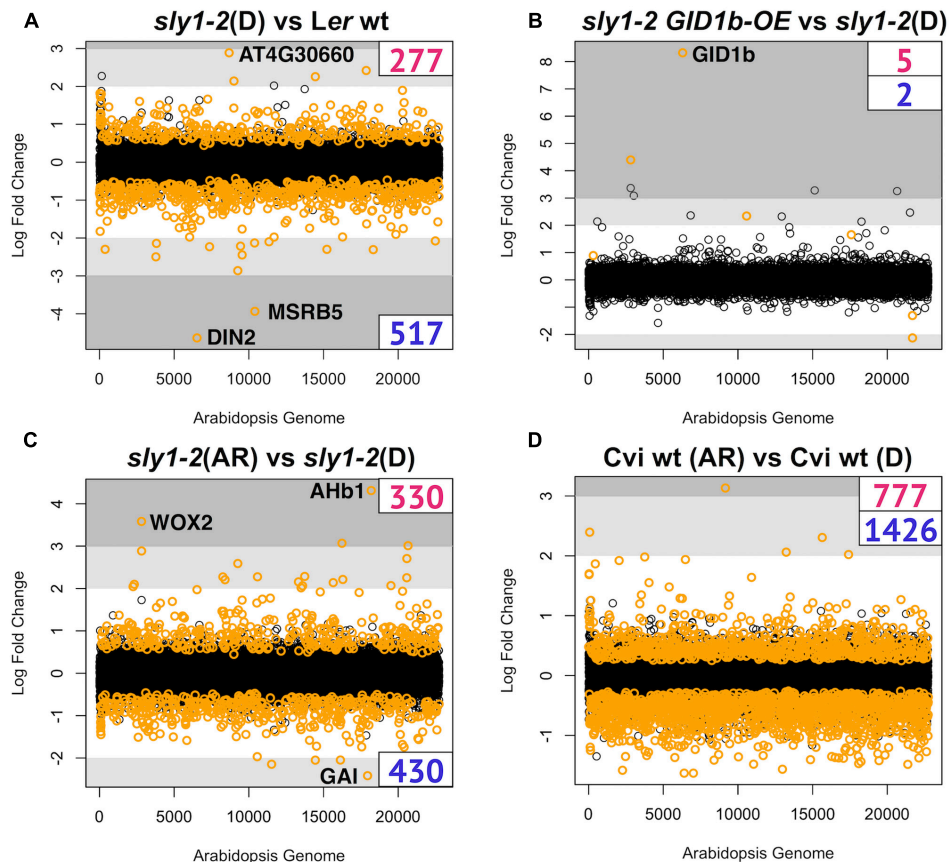 A
sly1-2(D) vs Ler wt
3
2
1
0
-1
-2
-3
-4
Log Fold Change
AT4G30660
277
MSRB5
DIN2
517
0 5000 10000 15000 20000
Arabidopsis Genome
B
sly1-2 GID1b-OE vs sly1-2(D)
8
6
5
4
3
2
1
0
-2
Log Fold Change
GID1b
5
2
0 5000 10000 15000 20000
Arabidopsis Genome
C
sly1-2(AR) vs sly1-2(D)
4
3
2
1
0
-1
-2
Log Fold Change
AHb1
330
WOX2
GAI
430
0 5000 10000 15000 20000
Arabidopsis Genome
D
Cvi wt (AR) vs Cvi wt (D)
3
2
1
0
-1
Log Fold Change
777
1426
0 5000 10000 15000 20000
Arabidopsis Genome